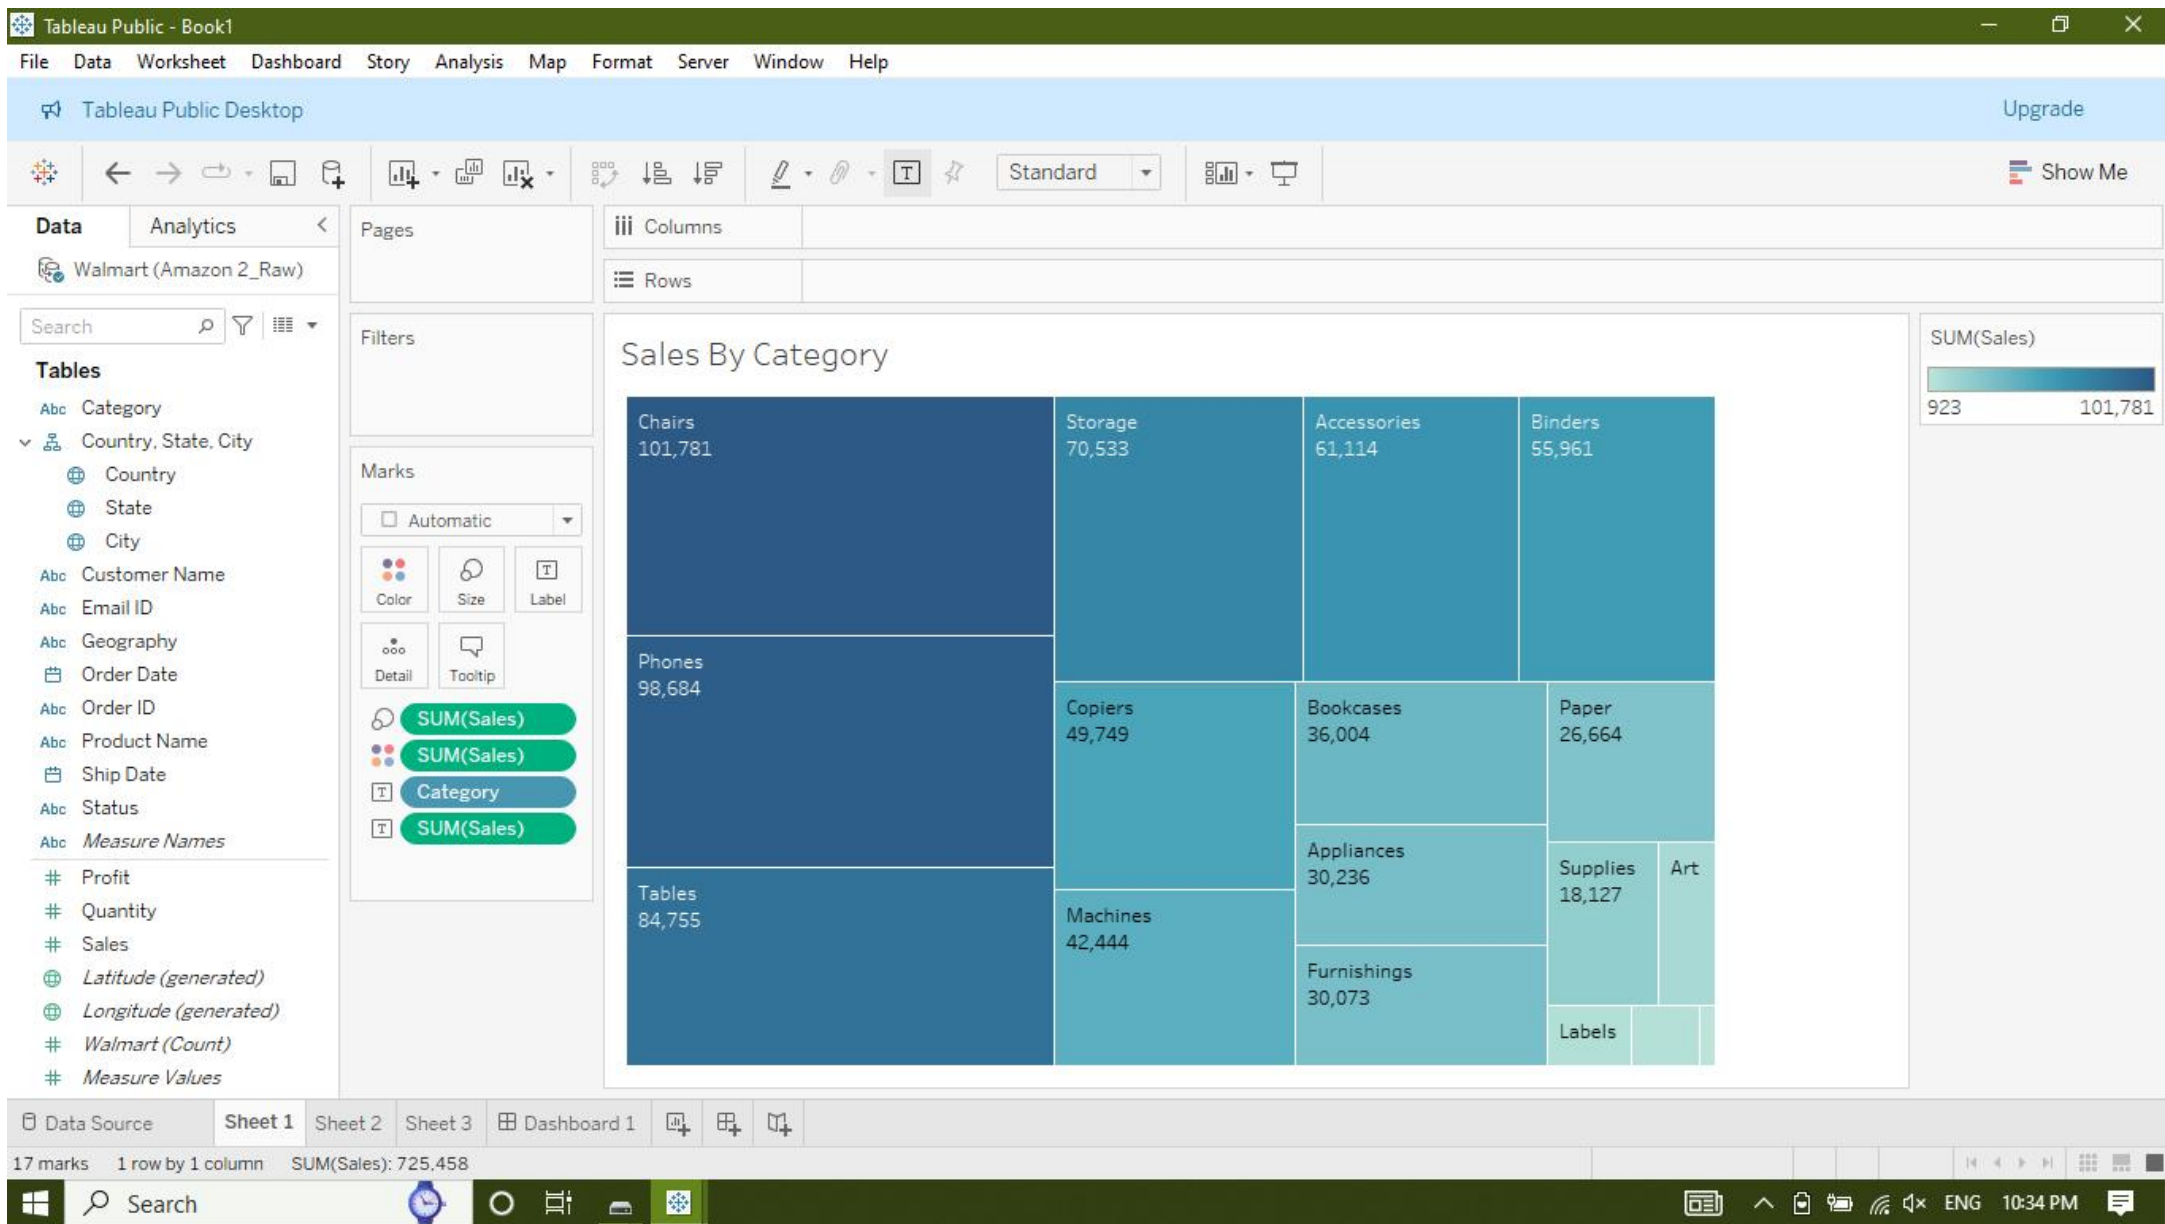 Tableau Public - Book1
File Data Worksheet Dashboard Story Analysis Map Format Server Window Help
Tableau Public Desktop
Upgrade
Standard
Show Me
Data Analytics
Walmart (Amazon 2_Raw)
Search
Tables
Abc Category
Country, State, City
Country
State
City
Abc Customer Name
Abc Email ID
Abc Geography
Order Date
Abc Order ID
Abc Product Name
Ship Date
Abc Status
Abc Measure Names
# Profit
# Quantity
# Sales
Latitude (generated)
Longitude (generated)
# Walmart (Count)
# Measure Values
Pages
Filters
Marks
Automatic
Color Size Label
Detail Tooltip
SUM(Sales)
SUM(Sales)
T Category
T SUM(Sales)
Columns
Rows
Sales By Category
Chairs
101,781
Phones
98,684
Tables
84,755
Storage
70,533
Accessories
61,114
Binders
55,961
Copiers
49,749
Machines
42,444
Bookcases
36,004
Appliances
30,236
Furnishings
30,073
Paper
26,664
Supplies
18,127
Art
Labels
SUM(Sales)
923 101,781
Data Source Sheet 1 Sheet 2 Sheet 3 Dashboard 1
17 marks 1 row by 1 column SUM(Sales): 725,458
Search
ENG 10:34 PM